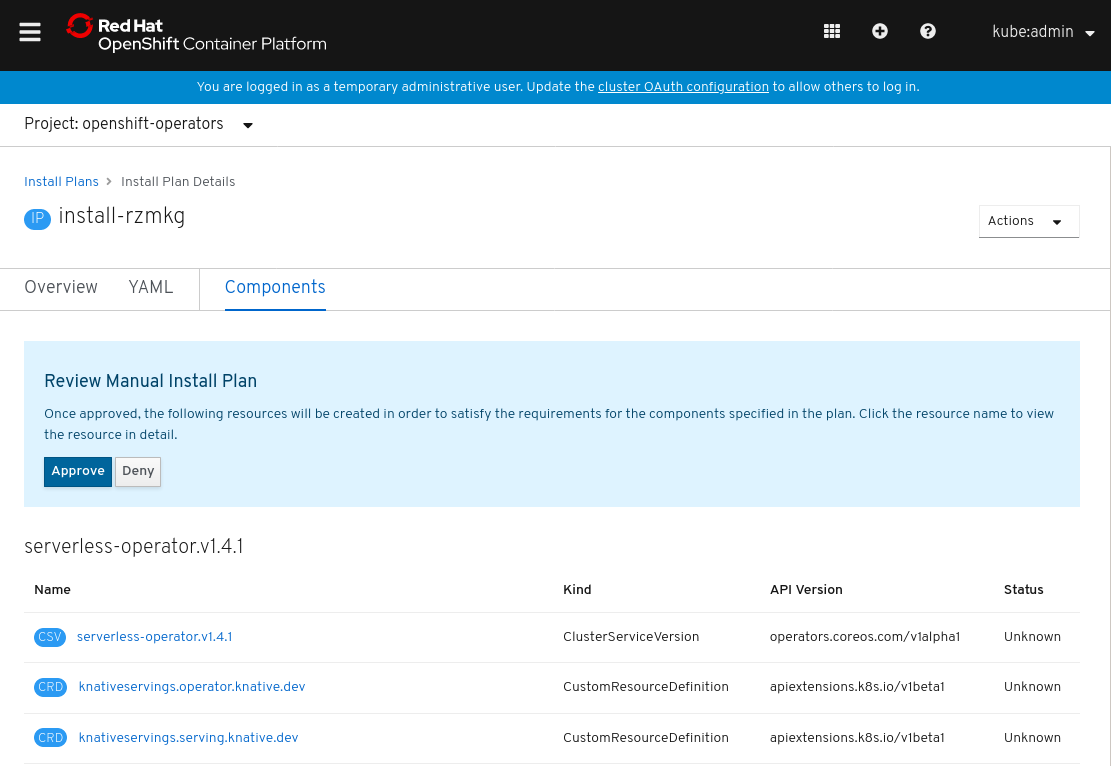 Red Hat
OpenShift Container Platform
kube:admin
You are logged in as a temporary administrative user. Update the cluster OAuth configuration to allow others to log in.
Project: openshift-operators
Install Plans > Install Plan Details
IP install-rzmkg
Actions
Overview YAML Components
Review Manual Install Plan
Once approved, the following resources will be created in order to satisfy the requirements for the components specified in the plan. Click the resource name to view
the resource in detail.
Approve Deny
serverless-operator.v1.4.1
Name Kind API Version Status
CSV serverless-operator.v1.4.1 ClusterServiceVersion operators.coreos.com/v1alpha1 Unknown
CRD knativeservings.operator.knative.dev CustomResourceDefinition apiextensions.k8s.io/v1beta1 Unknown
CRD knativeservings.serving.knative.dev CustomResourceDefinition apiextensions.k8s.io/v1beta1 Unknown